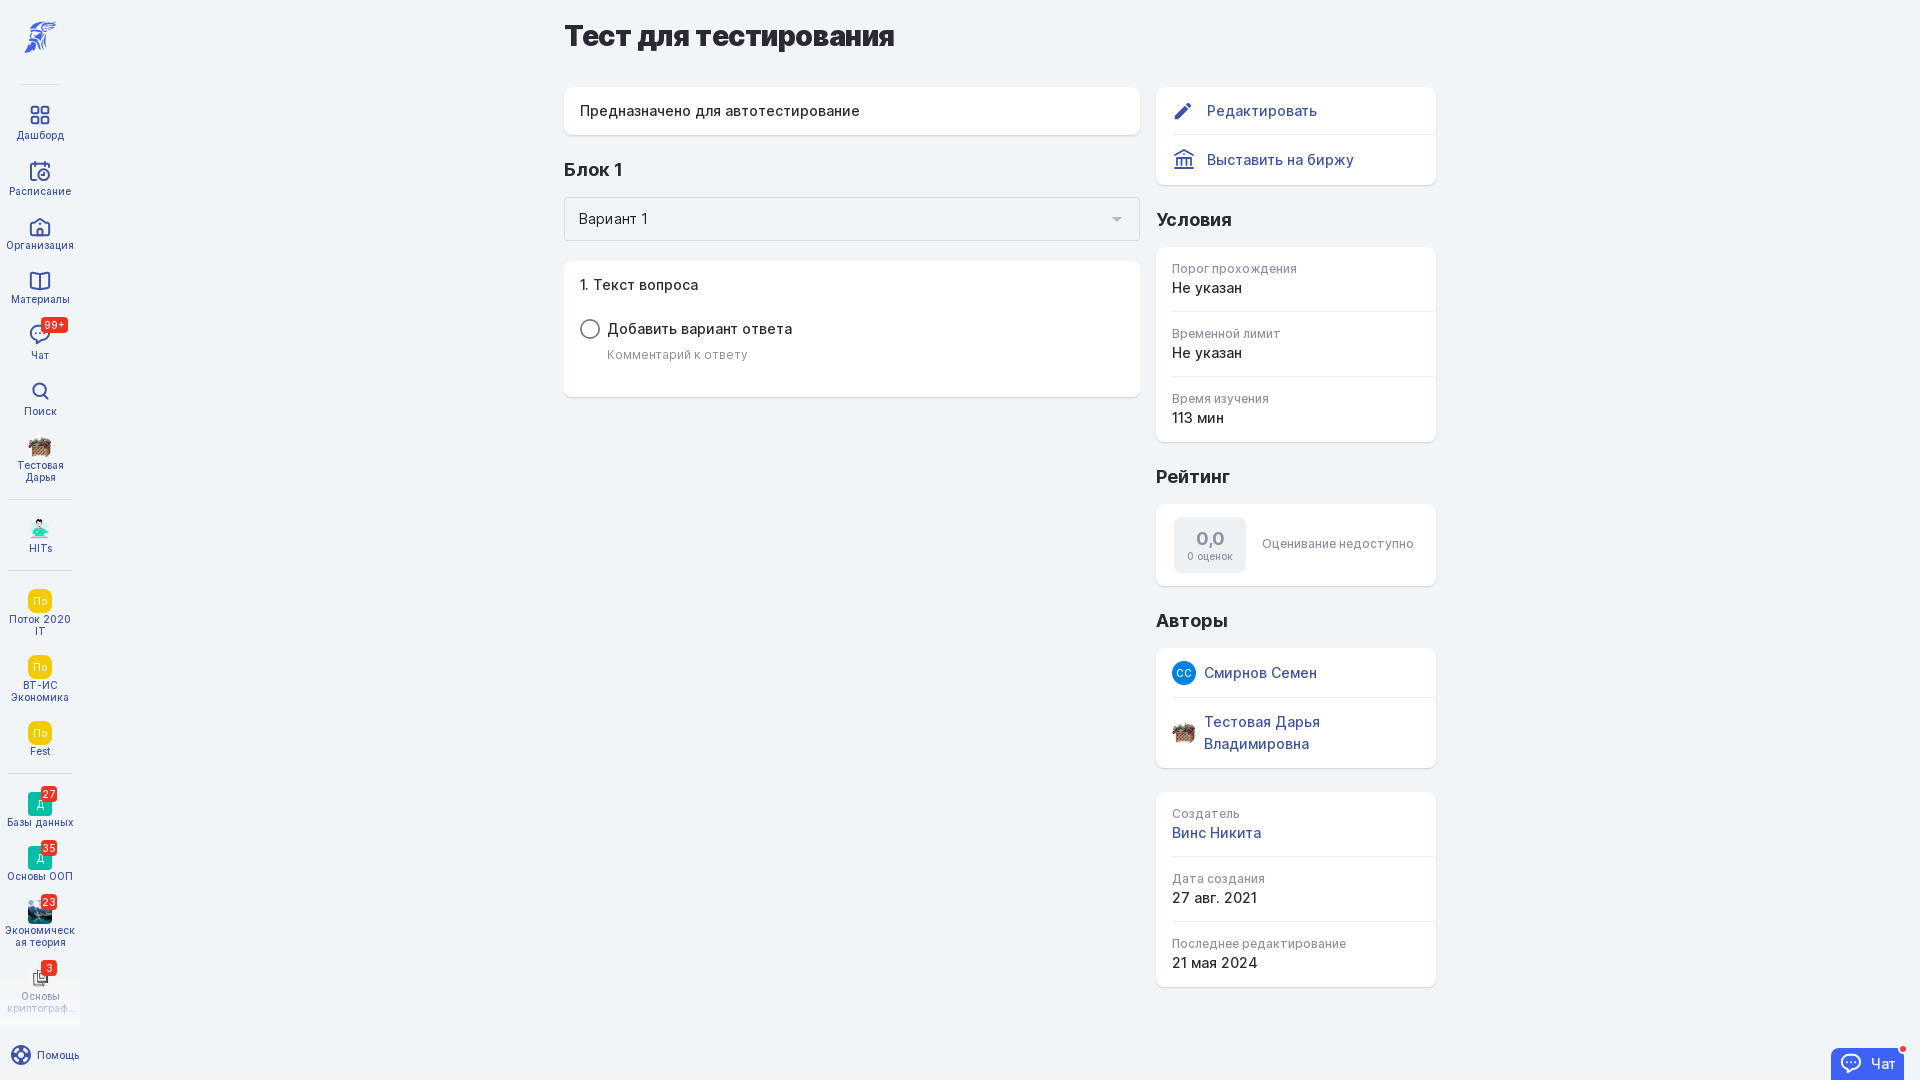 Дашборд
Расписание
Организация
Материалы
99+
Чат
Поиск
Тестовая
Дарья
HITs
По
Поток 2020
IT
По
ВТ-ИС
Экономика
По
Fest
27
Д
Базы данных
35
Д
Основы ООП
23
Экономическ
ая теория
3
Основы
криптограф...
Помощь
Тест для тестирования
Предназначено для автотестирование
Блок 1
Вариант 1
1. Текст вопроса
Добавить вариант ответа
Комментарий к ответу
Редактировать
Выставить на биржу
Условия
Порог прохождения
Не указан
Временной лимит
Не указан
Время изучения
113 мин
Рейтинг
0,0
0 оценок
Оценивание недоступно
Авторы
СС
Смирнов Семен
Тестовая Дарья
Владимировна
Создатель
Винс Никита
Дата создания
27 авг. 2021
Последнее редактирование
21 мая 2024
Чат